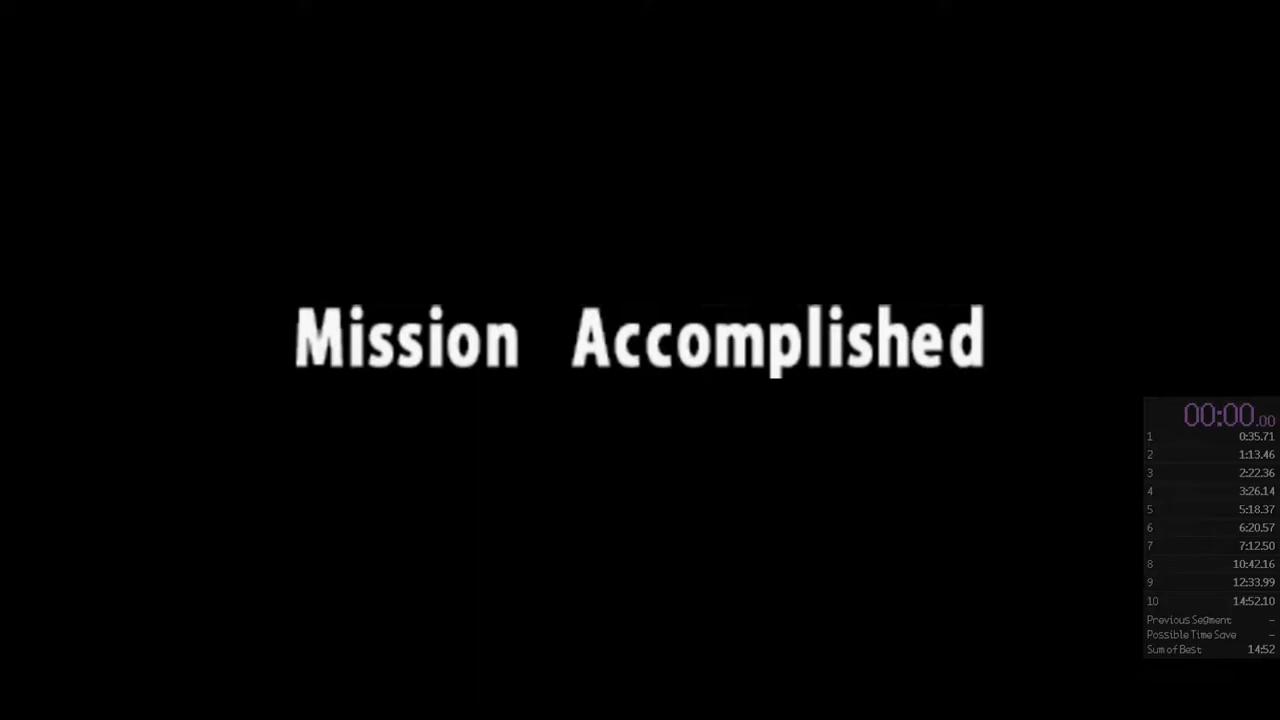 Mission Accomplished
00:00.00
1 0:35.71
2 1:13.46
3 2:22.36
4 3:26.14
5 5:18.37
6 6:20.57
7 7:12.50
8 10:42.16
9 12:33.99
10 14:52.10
Previous Segment –
Possible Time Save –
Sum of Best 14:52